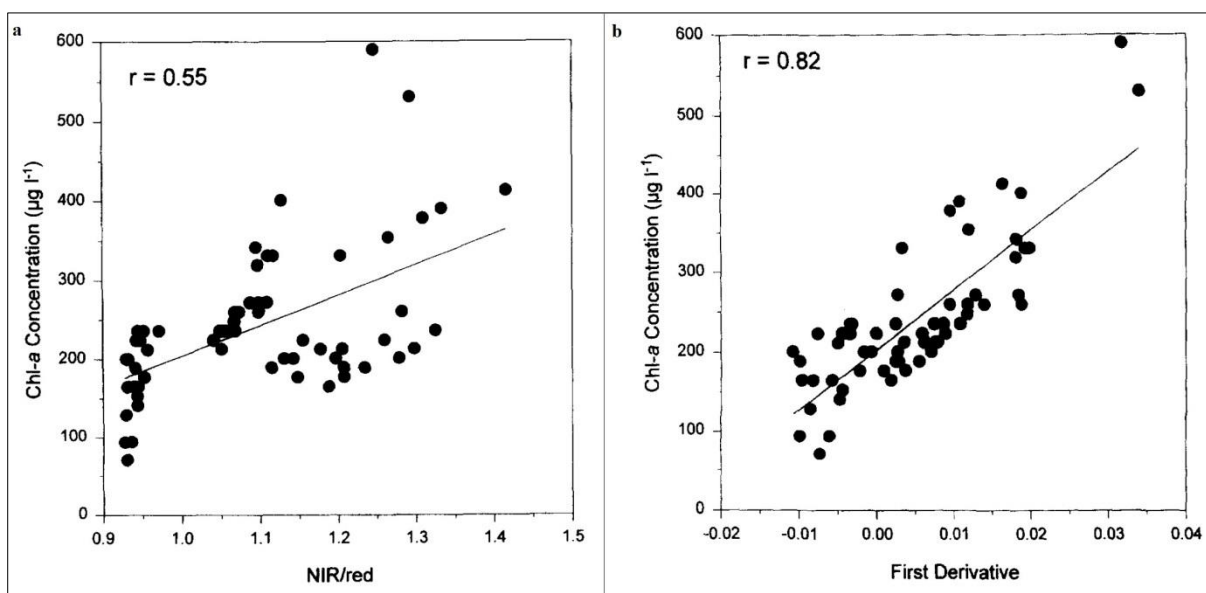 a
r = 0.55
Chl-a Concentration (µg l⁻¹)
600
500
400
300
200
100
0
0.9 1.0 1.1 1.2 1.3 1.4 1.5
NIR/red
b
r = 0.82
Chl-a Concentration (µg l⁻¹)
600
500
400
300
200
100
0
-0.02 -0.01 0.00 0.01 0.02 0.03 0.04
First Derivative